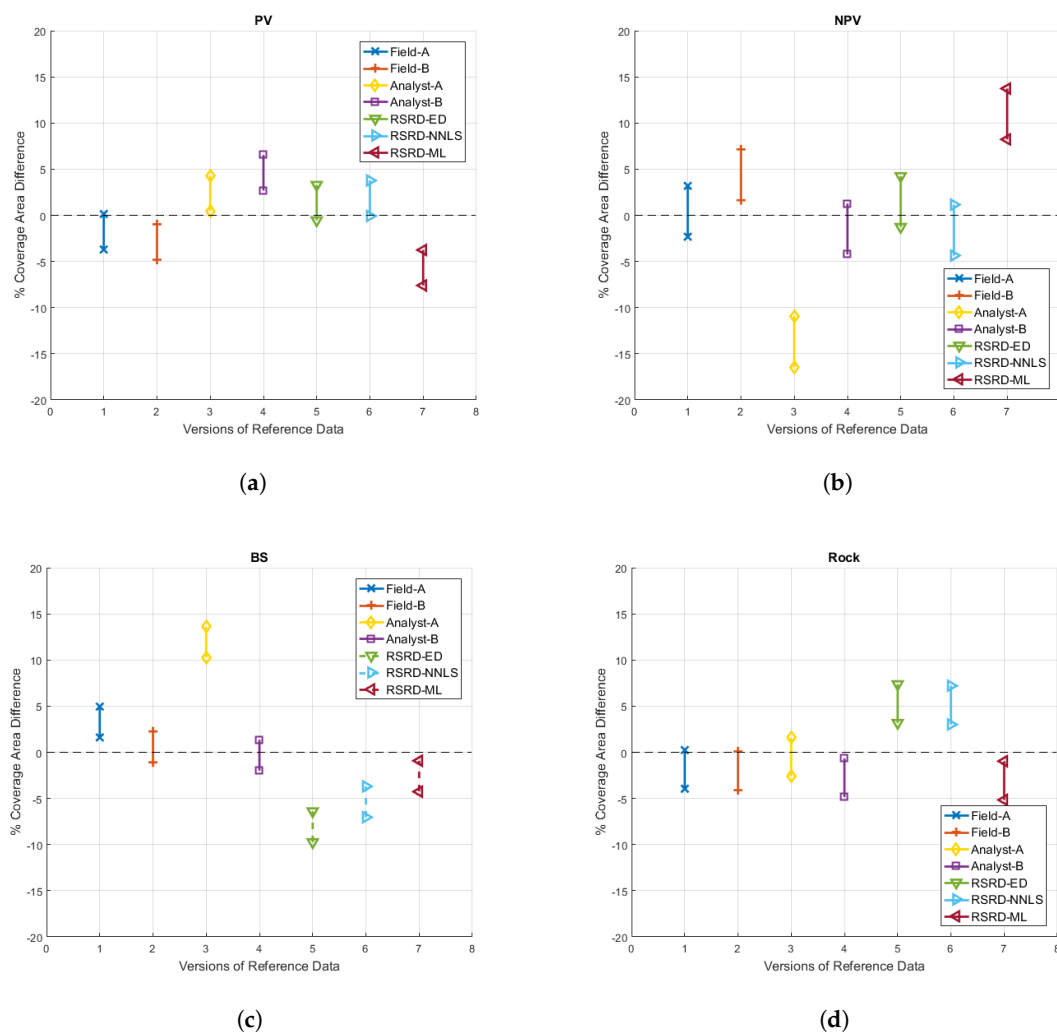 PV
20
15
10
5
0
-5
-10
-15
-20
% Coverage Area Difference
Field-A
Field-B
Analyst-A
Analyst-B
RSRD-ED
RSRD-NNLS
RSRD-ML
0 1 2 3 4 5 6 7 8
Versions of Reference Data
(a)
NPV
20
15
10
5
0
-5
-10
-15
-20
% Coverage Area Difference
Field-A
Field-B
Analyst-A
Analyst-B
RSRD-ED
RSRD-NNLS
RSRD-ML
0 1 2 3 4 5 6 7
Versions of Reference Data
(b)
BS
20
15
10
5
0
-5
-10
-15
-20
% Coverage Area Difference
Field-A
Field-B
Analyst-A
Analyst-B
RSRD-ED
RSRD-NNLS
RSRD-ML
0 1 2 3 4 5 6 7 8
Versions of Reference Data
(c)
Rock
20
15
10
5
0
-5
-10
-15
-20
% Coverage Area Difference
Field-A
Field-B
Analyst-A
Analyst-B
RSRD-ED
RSRD-NNLS
RSRD-ML
0 1 2 3 4 5 6 7 8
Versions of Reference Data
(d)